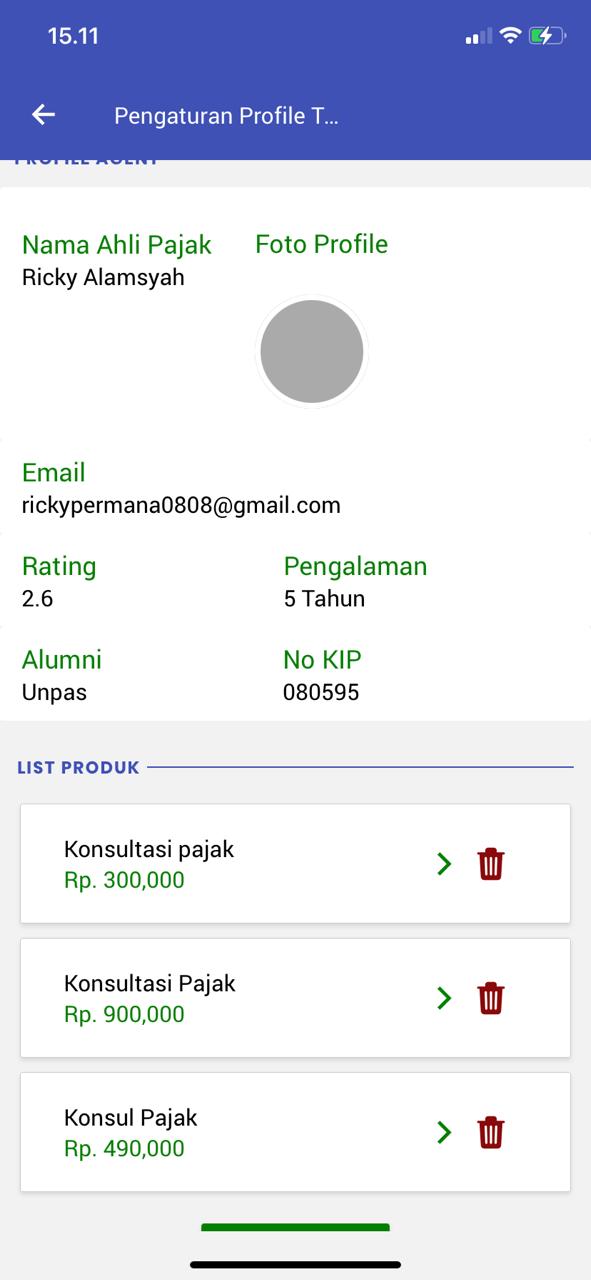 15.11
Pengaturan Profile T...
PROFILE AGENT
Nama Ahli Pajak
Ricky Alamsyah
Foto Profile
Email
rickypermana0808@gmail.com
Rating
2.6
Pengalaman
5 Tahun
Alumni
Unpas
No KIP
080595
LIST PRODUK
Konsultasi pajak
Rp. 300,000
Konsultasi Pajak
Rp. 900,000
Konsul Pajak
Rp. 490,000